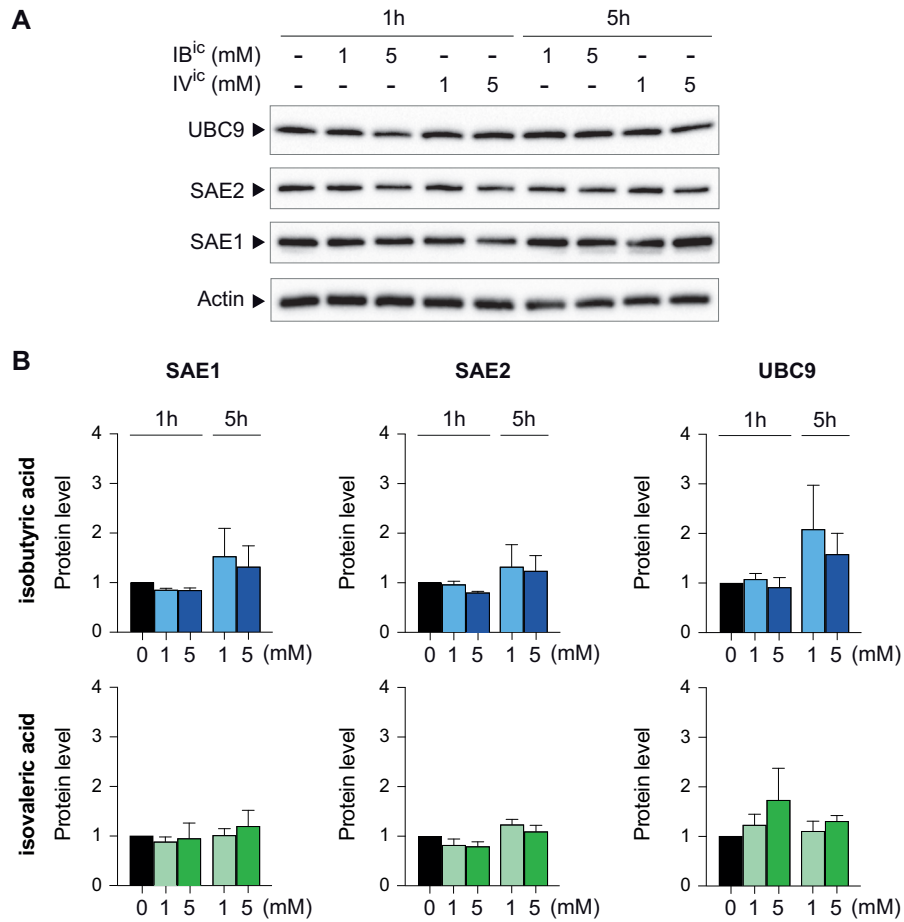 A
1h 5h
IBic (mM) - 1 5 - - 1 5 - -
IVic (mM) - - - 1 5 - - 1 5
UBC9
SAE2
SAE1
Actin
B
SAE1 SAE2 UBC9
isobutyric acid
Protein level
1h 5h
4
3
2
1
0
0 1 5 1 5 (mM)
Protein level
1h 5h
4
3
2
1
0
0 1 5 1 5 (mM)
Protein level
1h 5h
4
3
2
1
0
0 1 5 1 5 (mM)
isovaleric acid
Protein level
4
3
2
1
0
0 1 5 1 5 (mM)
Protein level
4
3
2
1
0
0 1 5 1 5 (mM)
Protein level
4
3
2
1
0
0 1 5 1 5 (mM)